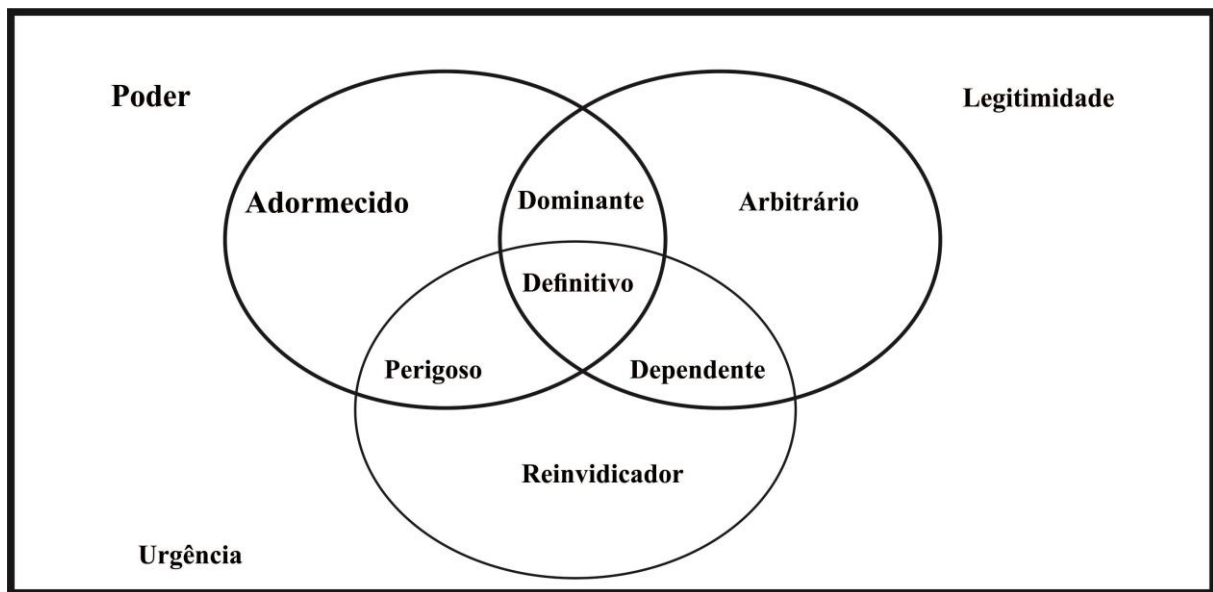 Poder
Legitimidade
Adormecido
Dominante
Arbitrário
Definitivo
Perigoso
Dependente
Reinvidicador
Urgência